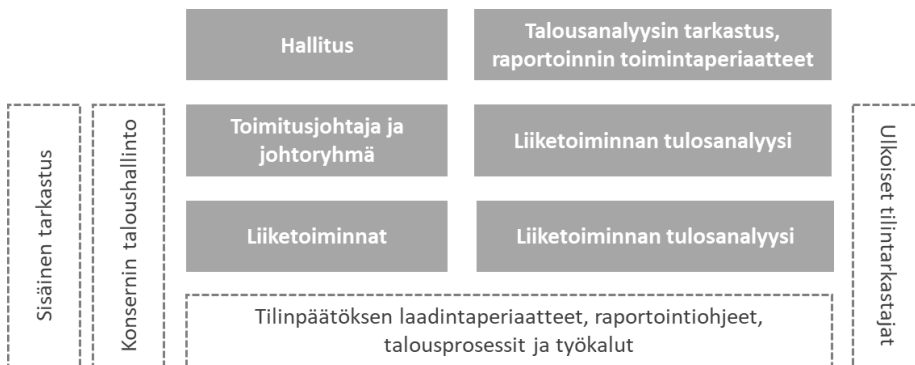 Hallitus
Talousanalyysin tarkastus,
raportoinnin toimintaperiaatteet
Sisäinen tarkastus
Konsernin taloushallinto
Toimitusjohtaja ja
johtoryhmä
Liiketoiminnan tulosanalyysi
Ulkoiset tilintarkastajat
Liiketoiminnat
Liiketoiminnan tulosanalyysi
Tilinpäätöksen laadintaperiaatteet, raportointiohjeet,
talousprosessit ja työkalut